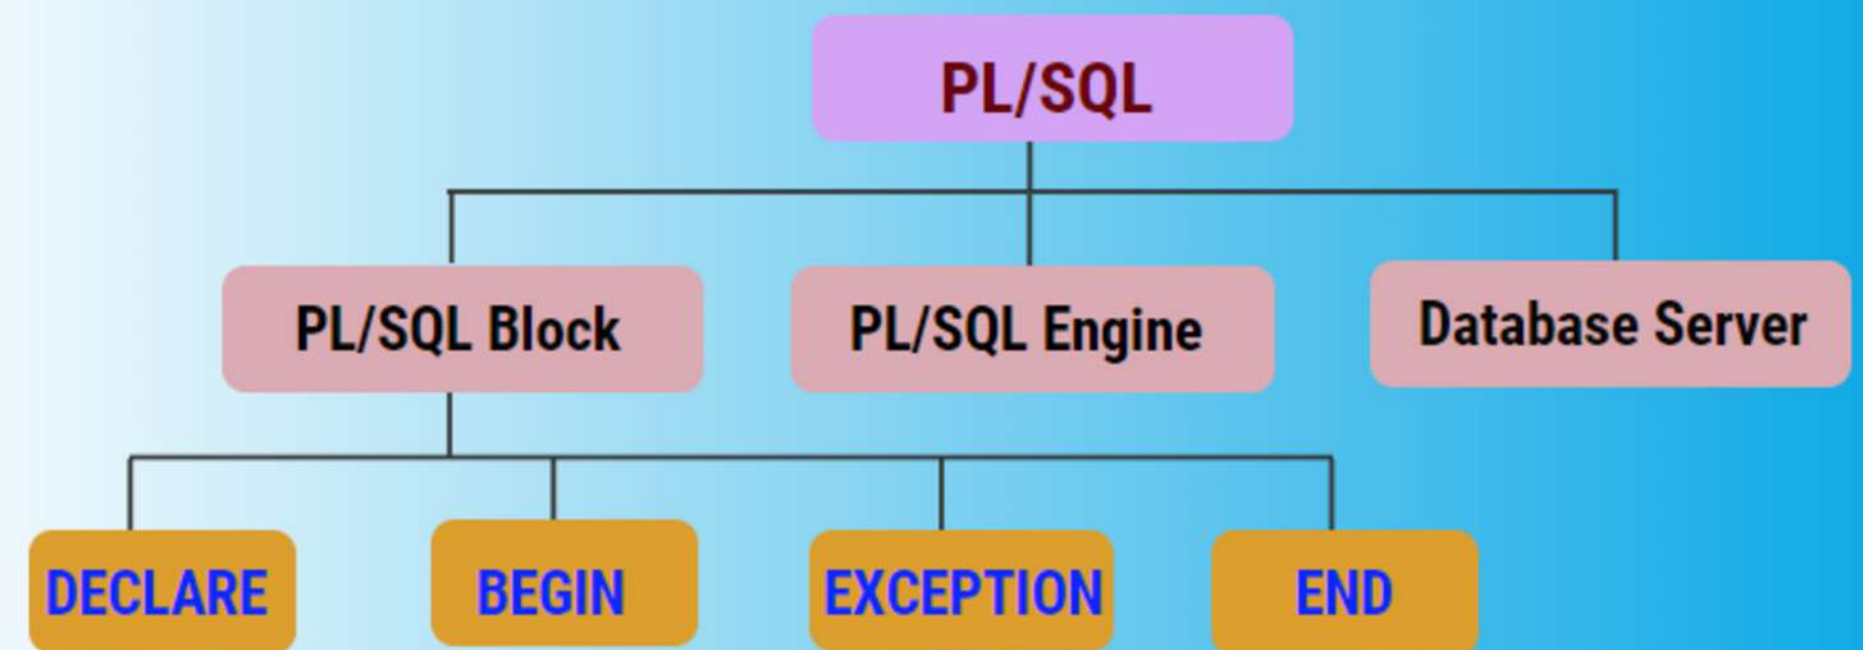 PL/SQL
PL/SQL Block
PL/SQL Engine
Database Server
DECLARE
BEGIN
EXCEPTION
END